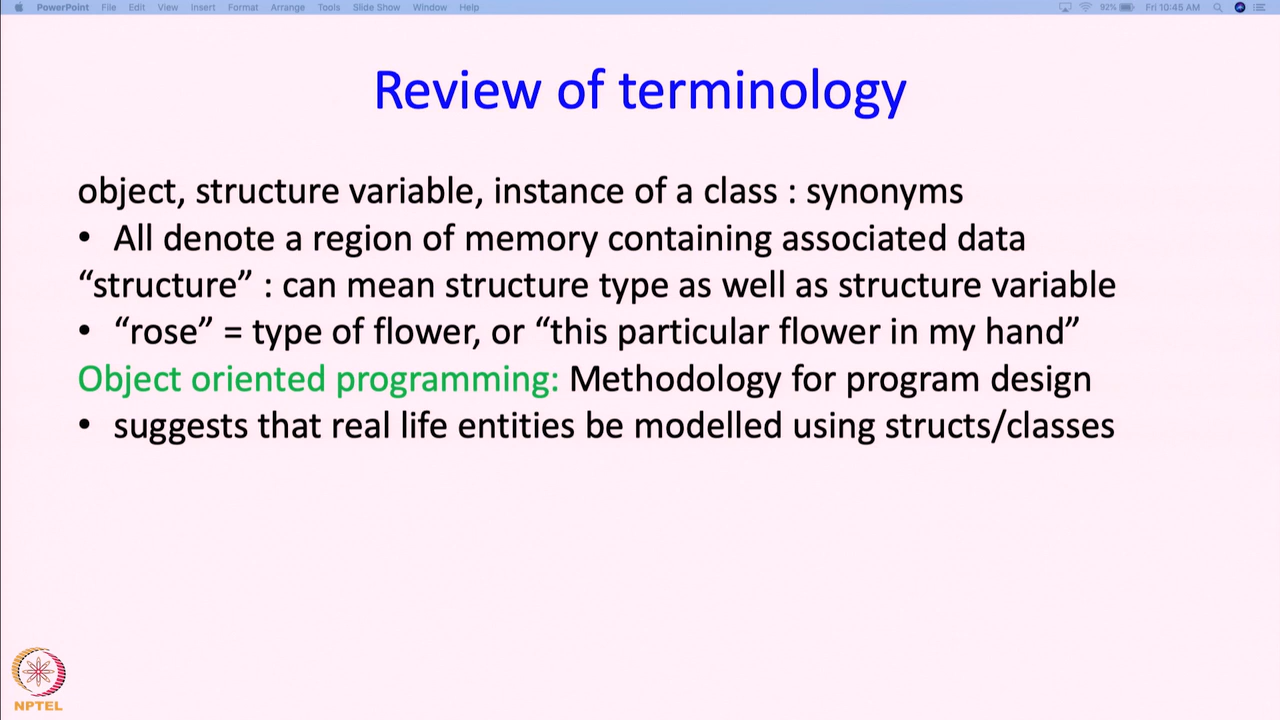 PowerPoint File Edit View Insert Format Arrange Tools Slide Show Window Help 92% Fri 10:45 AM
Review of terminology
object, structure variable, instance of a class : synonyms
• All denote a region of memory containing associated data
“structure” : can mean structure type as well as structure variable
• “rose” = type of flower, or “this particular flower in my hand”
Object oriented programming: Methodology for program design
• suggests that real life entities be modelled using structs/classes
NPTEL